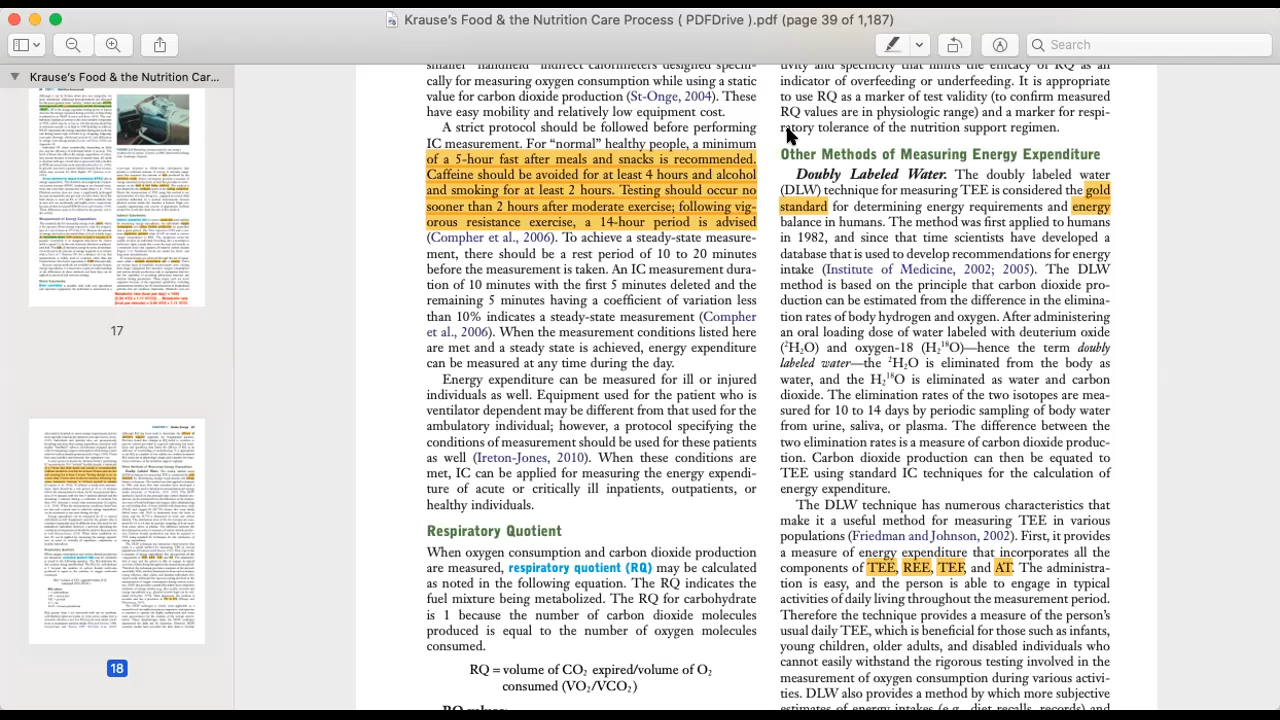 Krause's Food & the Nutrition Care Process ( PDFDrive ).pdf (page 39 of 1,187)
Search
Krause's Food & the Nutrition Car...
17
18
smaller "handheld" indirect calorimeters designed specifi-
cally for measuring oxygen consumption while using a static
value for carbon dioxide production (St-Onge, 2004). These
have easy mobility and relatively low equipment cost.
A strict protocol should be followed before performing
IC measurement. For normal healthy people, a minimum
of a 5-hour fast after meals and snacks is recommended.
Caffeine should be avoided for at least 4 hours and alcohol
and smoking for at least 2 hours. Testing should occur no
sooner than 2 hours after moderate exercise; following vig-
orous resistance exercise, a 14-hour period is advised
(Compher et al., 2006). To achieve a steady-state measure-
ment, there should be a rest period of 10 to 20 minutes
before the measurement is taken. An IC measurement dura-
tion of 10 minutes with the first 5 minutes deleted and the
remaining 5 minutes having a coefficient of variation less
than 10% indicates a steady-state measurement (Compher
et al., 2006). When the measurement conditions listed here
are met and a steady state is achieved, energy expenditure
can be measured at any time during the day.
Energy expenditure can be measured for ill or injured
individuals as well. Equipment used for the patient who is
ventilator dependent may be different from that used for the
ambulatory individual; however, a protocol specifying the
conditions of measurement should be used for these patients
as well (Compher et al., 2006). When these conditions are
met, IC can be applied for measuring the energy expendi-
ture of acute or critically ill inpatients, outpatients, or
healthy individuals.
Respiratory Quotient
When oxygen consumption and carbon dioxide production
are measured, respiratory quotient (RQ) may be calculated
as noted in the following equation. The RQ indicates the
fuel mixture being metabolized. The RQ for carbohydrate
is 1 because the number of carbon dioxide molecules
produced is equal to the number of oxygen molecules
consumed.
RQ = volume of CO₂ expired/volume of O₂
consumed (VO₂/VCO₂)
RQ values:
tivity and specificity that limits the efficacy of RQ as an
indicator of overfeeding or underfeeding. It is appropriate
to use RQ as a marker of test validity (to confirm measured
RQ values are in physiologic range) and a marker for respi-
ratory tolerance of the nutrition support regimen.
Other Methods of Measuring Energy Expenditure
Doubly Labeled Water. The doubly labeled water
(DLW) technique for measuring TEE is considered the gold
standard for determining energy requirements and energy
balance in humans. The method was first applied to humans
in 1982, and since that time scientists have developed a
database used to develop recommendations for energy
intake (Institute of Medicine, 2002; 2005). The DLW
method is based on the principle that carbon dioxide pro-
duction can be estimated from the difference in the elimina-
tion rates of body hydrogen and oxygen. After administering
an oral loading dose of water labeled with deuterium oxide
(²H₂O) and oxygen-18 (H₂¹⁸O)—hence the term doubly
labeled water—the ²H₂O is eliminated from the body as
water, and the H₂¹⁸O is eliminated as water and carbon
dioxide. The elimination rates of the two isotopes are mea-
sured for 10 to 14 days by periodic sampling of body water
from urine, saliva, or plasma. The difference between the
two elimination rates is a measure of carbon dioxide produc-
tion. Carbon dioxide production can then be equated to
TEE using standard IC techniques for the calculation of
energy expenditure.
The DLW technique has numerous characteristics that
make it an ideal method for measuring TEE in various
populations (Friedman and Johnson, 2002). First, it provides
a measure of energy expenditure that incorporates all the
components of TEE, REE, TEF, and AT. The administra-
tion is easy, and the person is able to engage in typical
activities of daily living throughout the measurement period.
Therefore the technique provides a measure of the person's
usual daily TEE, which is beneficial for those such as infants,
young children, older adults, and disabled individuals who
cannot easily withstand the rigorous testing involved in the
measurement of oxygen consumption during various activi-
ties. DLW also provides a method by which more subjective
estimates of energy intakes (e.g., diet recalls, records) and